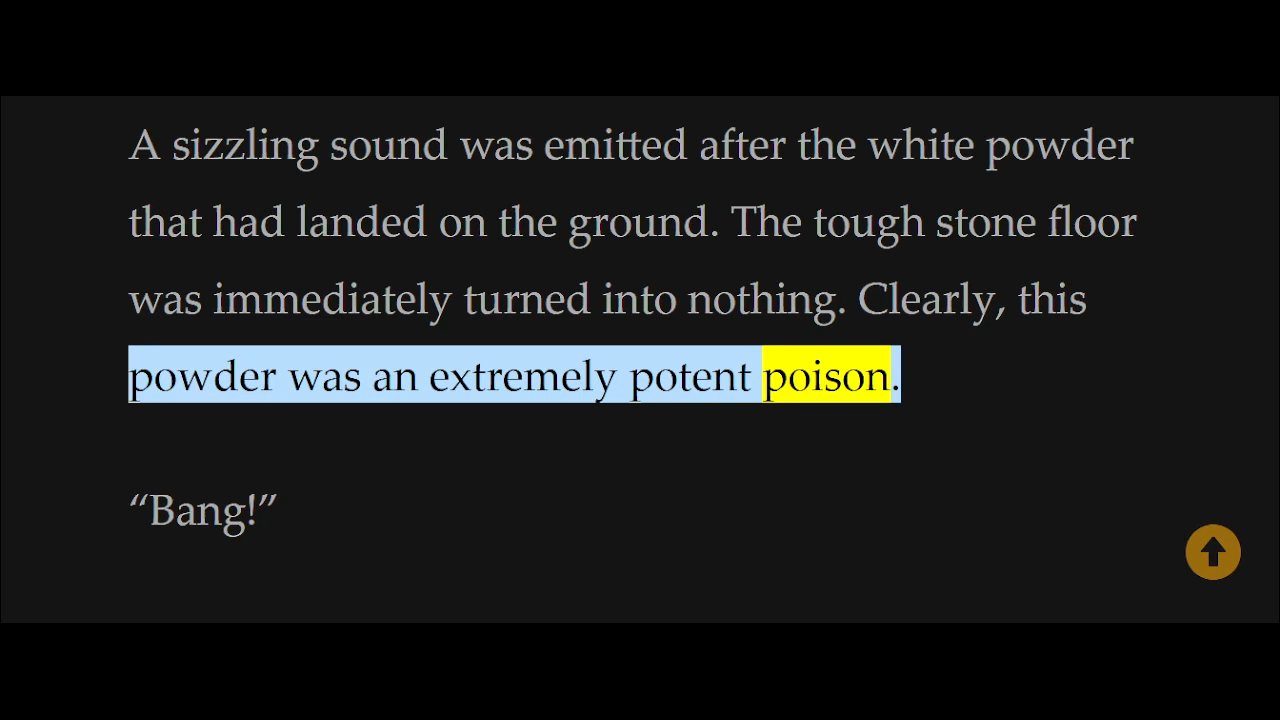 A sizzling sound was emitted after the white powder
that had landed on the ground. The tough stone floor
was immediately turned into nothing. Clearly, this
powder was an extremely potent poison.
“Bang!”